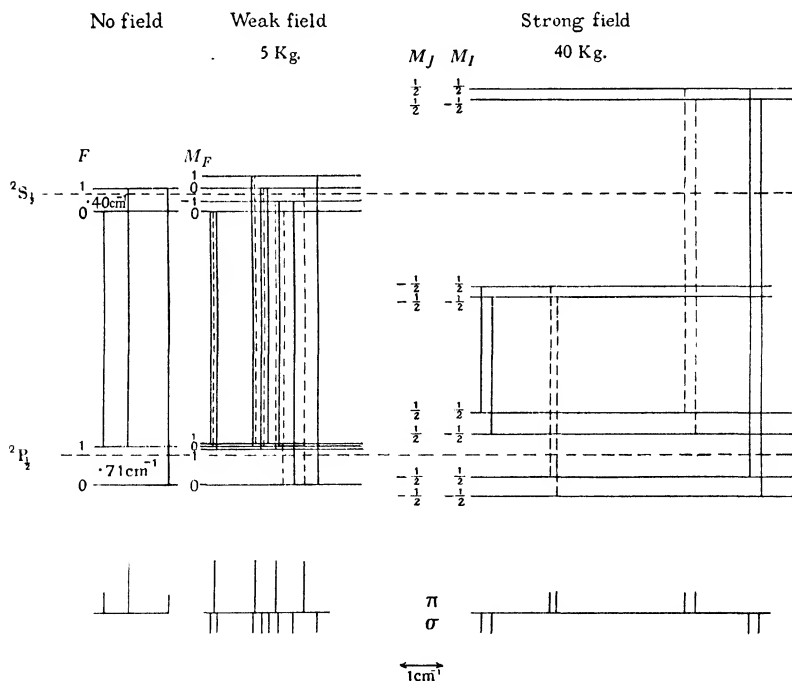 No field Weak field Strong field
5 Kg. 40 Kg.
M_J M_I
½ ½
½ -½
F M_F
1 1
²S½ 1 0
·40cm⁻¹ -1
0 0
-½ ½
-½ -½
½ ½
½ -½
1 1
0
²P½ -1
·71cm⁻¹
0 0
-½ ½
-½ -½
π
σ
1cm⁻¹